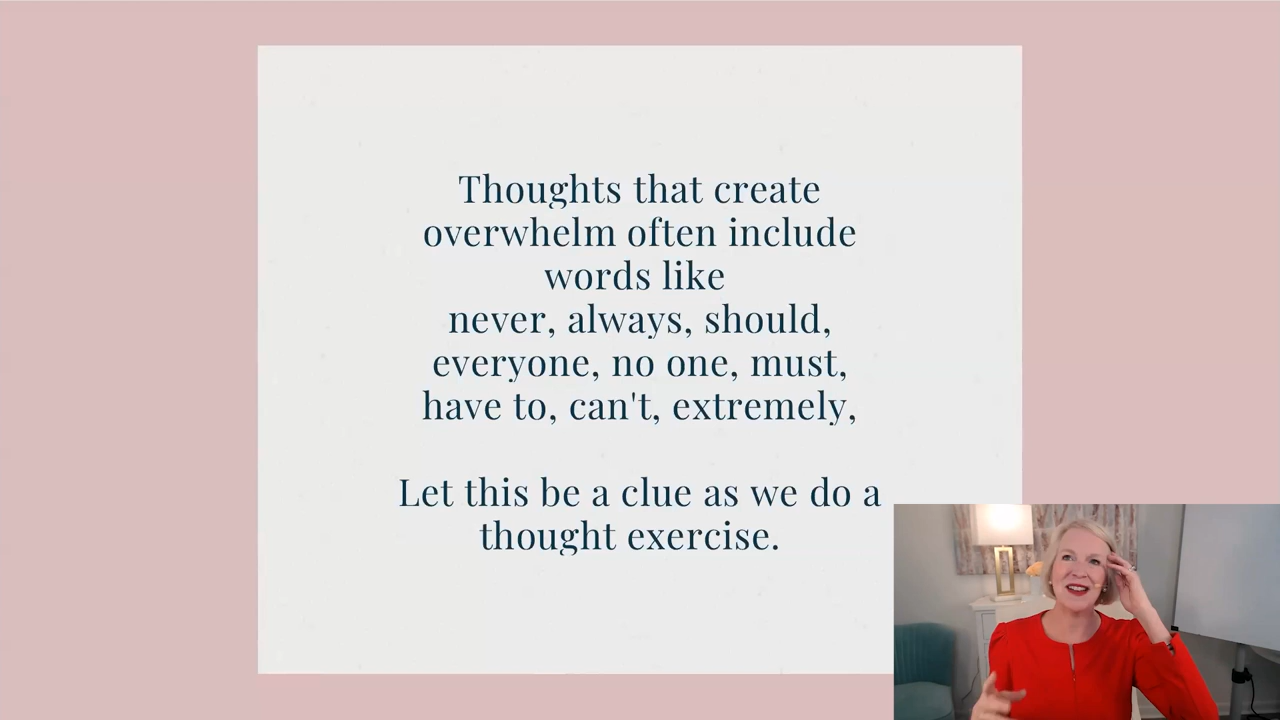 Thoughts that create
overwhelm often include
words like
never, always, should,
everyone, no one, must,
have to, can't, extremely,
Let this be a clue as we do a
thought exercise.